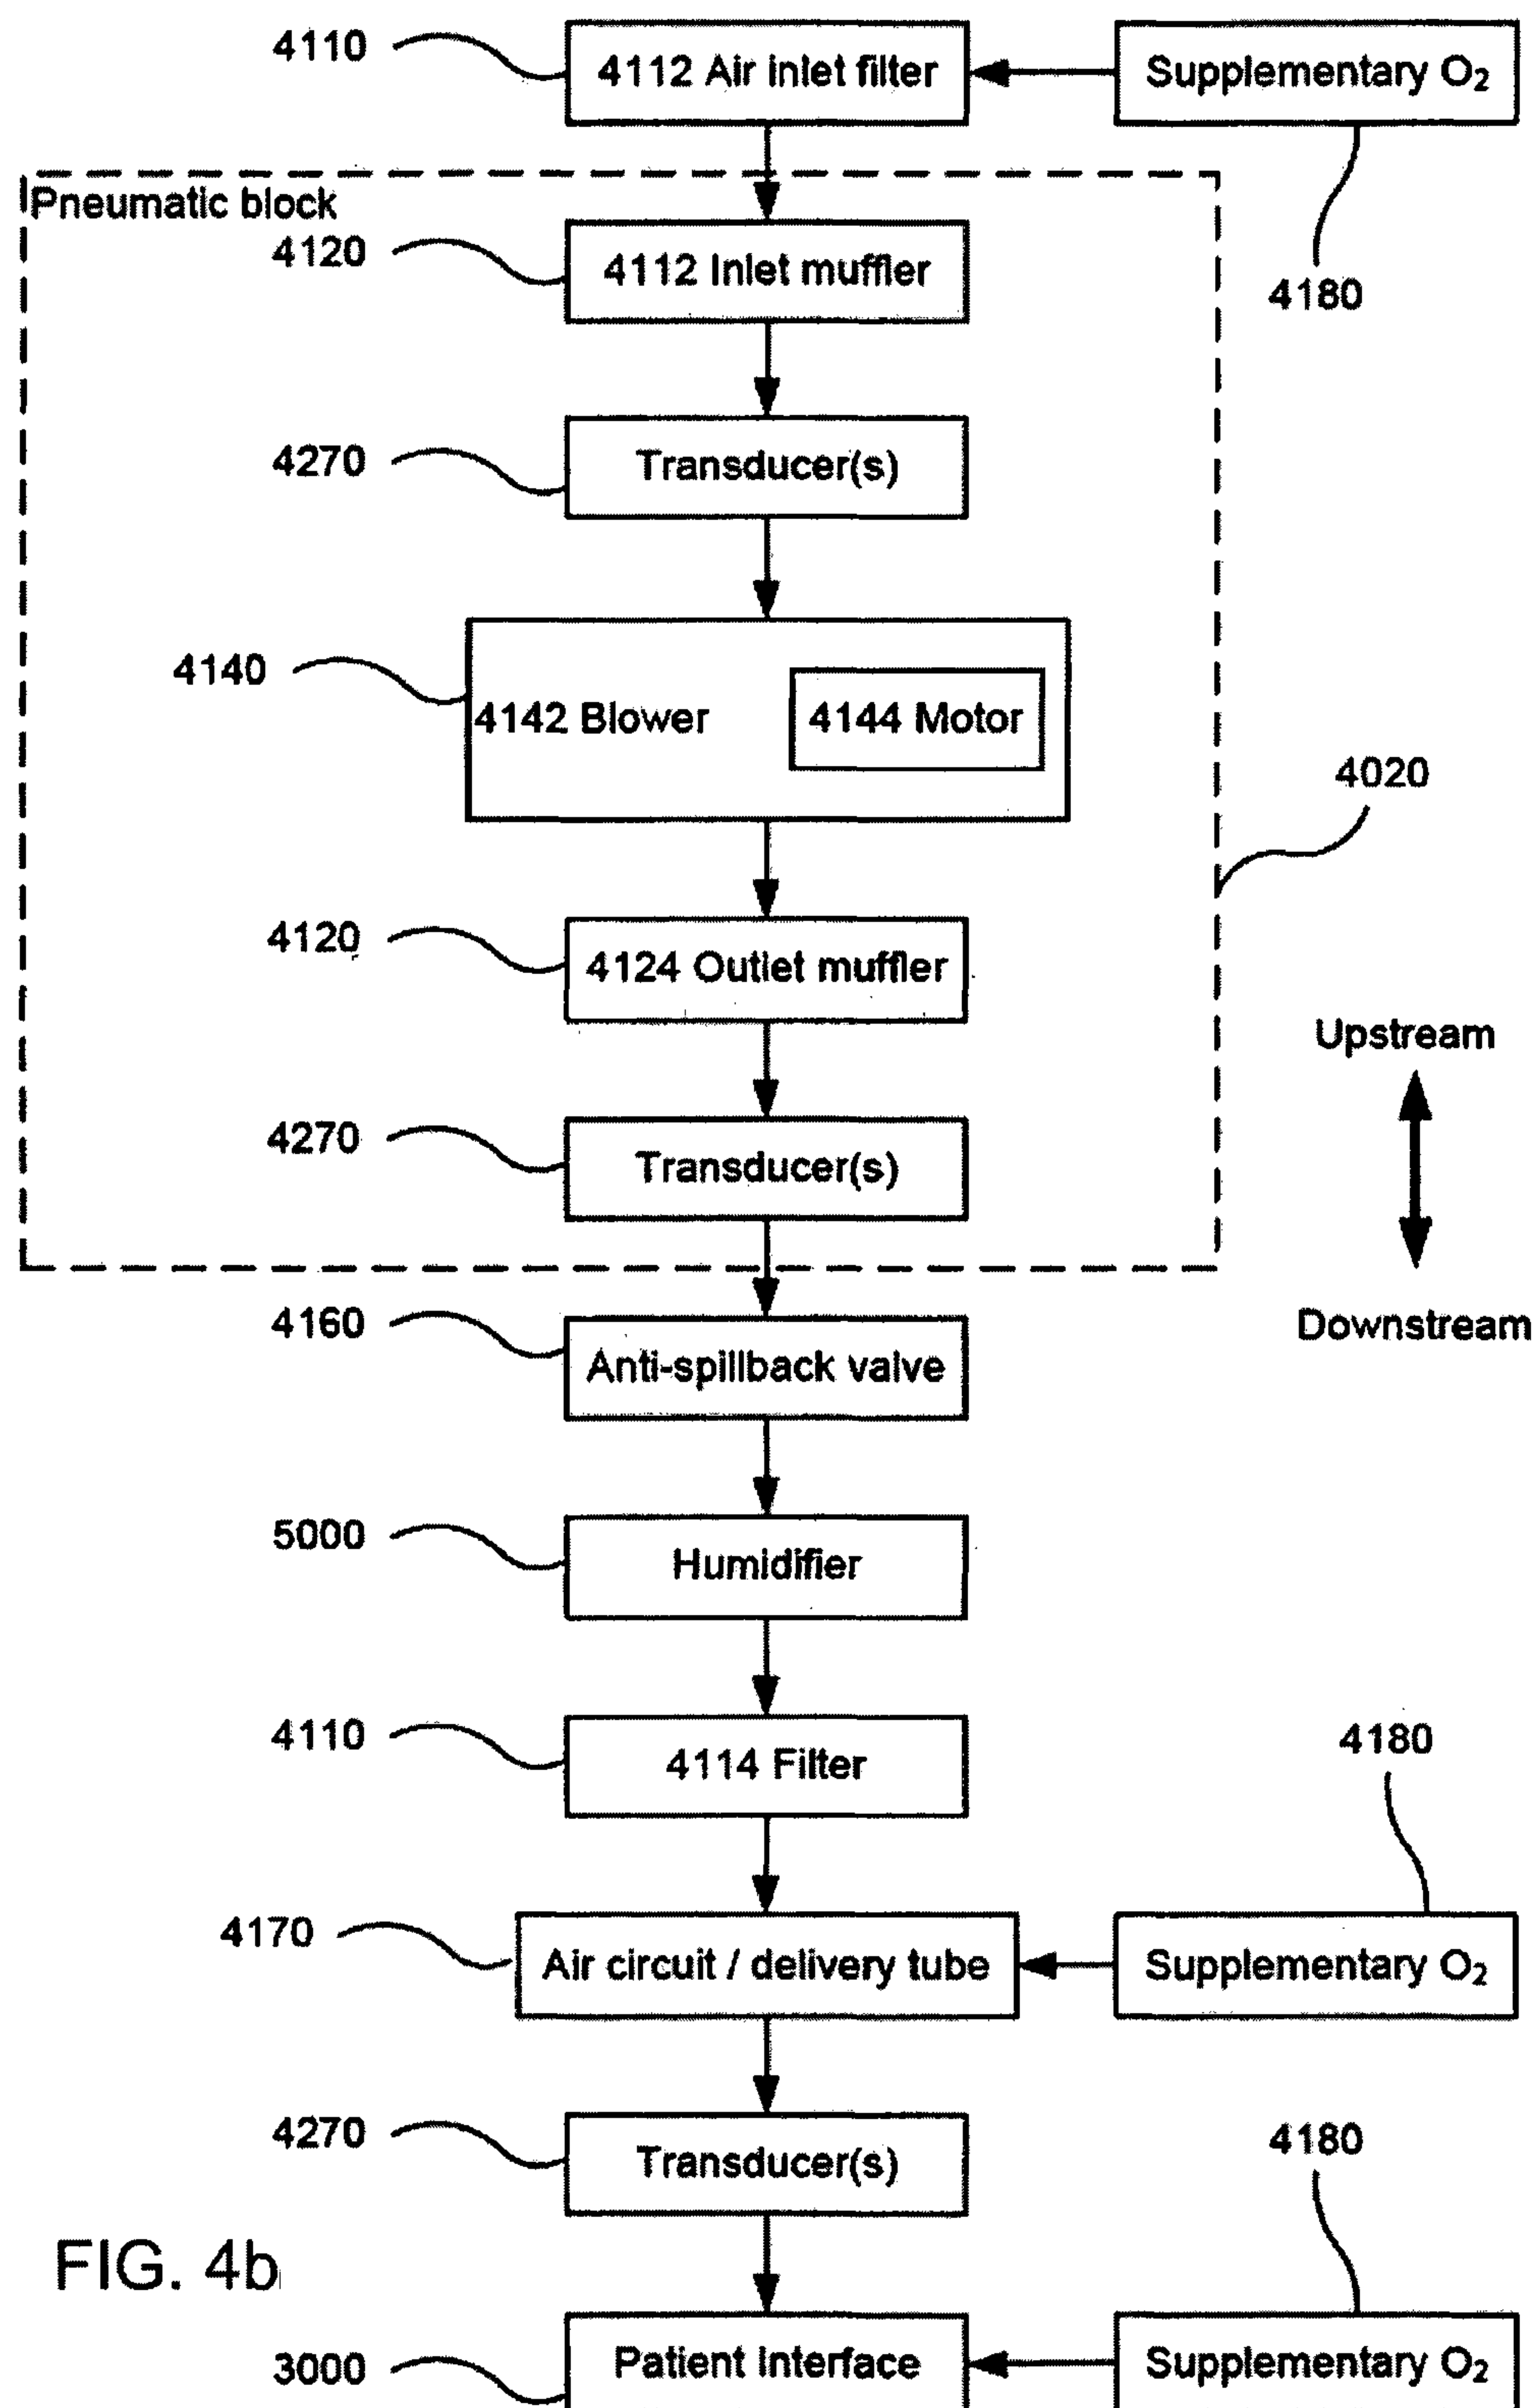 4110
4112 Air inlet filter
Supplementary O₂
Pneumatic block
4120
4112 Inlet muffler
4180
4270
Transducer(s)
4140
4142 Blower
4144 Motor
4020
4120
4124 Outlet muffler
Upstream
4270
Transducer(s)
4160
Anti-spillback valve
Downstream
5000
Humidifier
4110
4114 Filter
4180
4170
Air circuit / delivery tube
Supplementary O₂
4270
Transducer(s)
4180
FIG. 4b
3000
Patient Interface
Supplementary O₂